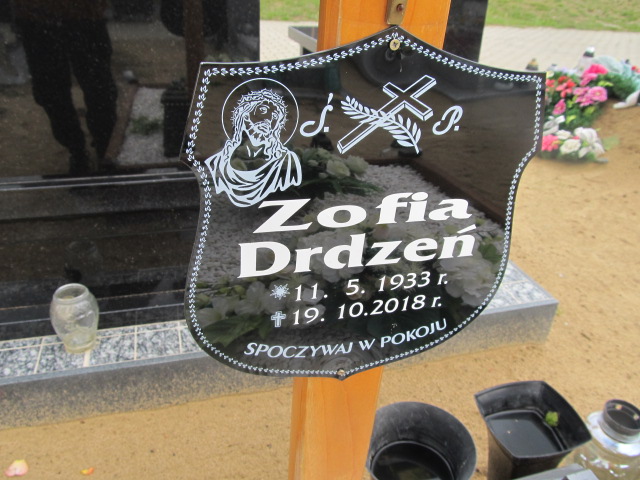 Ś. P.
Zofia
Drdzeń
11. 5. 1933 r.
19. 10.2018 r.
SPOCZYWAJ W POKOJU